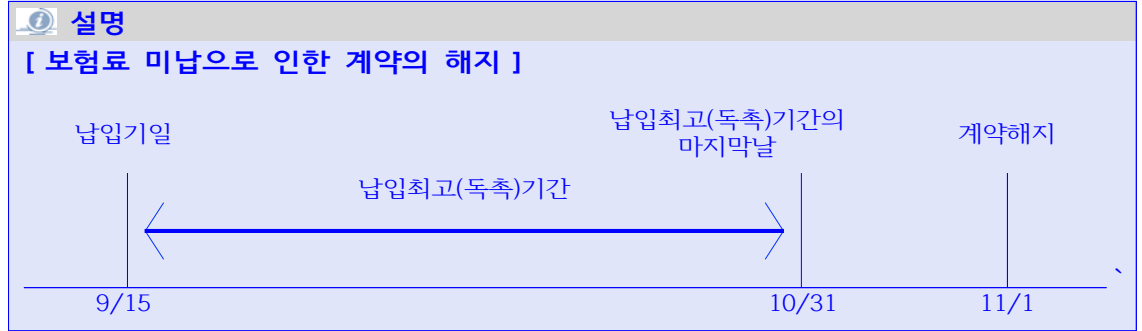 설명
[ 보험료 미납으로 인한 계약의 해지 ]
납입기일
납입최고(독촉)기간의
마지막날
계약해지
납입최고(독촉)기간
9/15
10/31
11/1